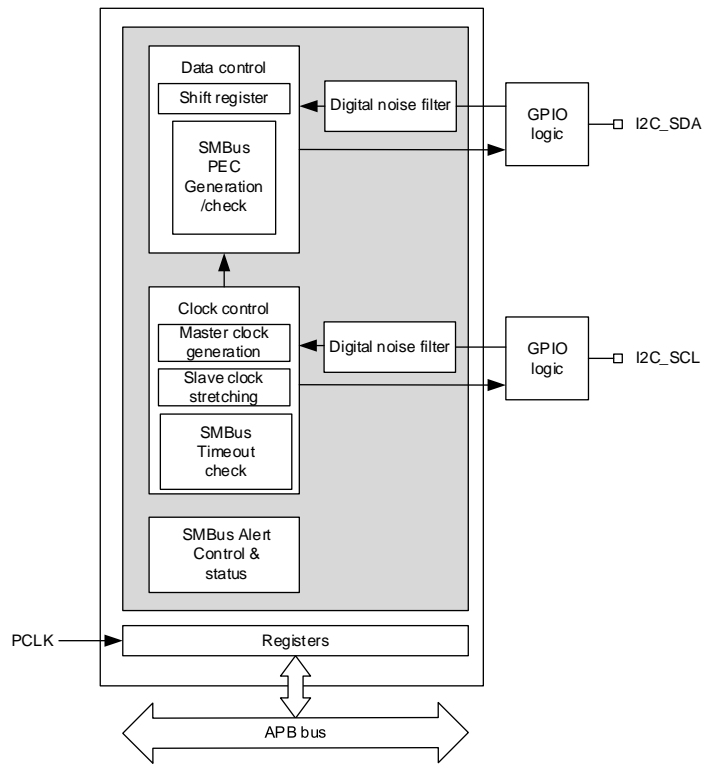 Data control
Shift register
SMBus
PEC
Generation
/check
Digital noise filter
GPIO
logic
I2C_SDA
Clock control
Master clock
generation
Slave clock
stretching
SMBus
Timeout
check
Digital noise filter
GPIO
logic
I2C_SCL
SMBus Alert
Control &
status
PCLK
Registers
APB bus